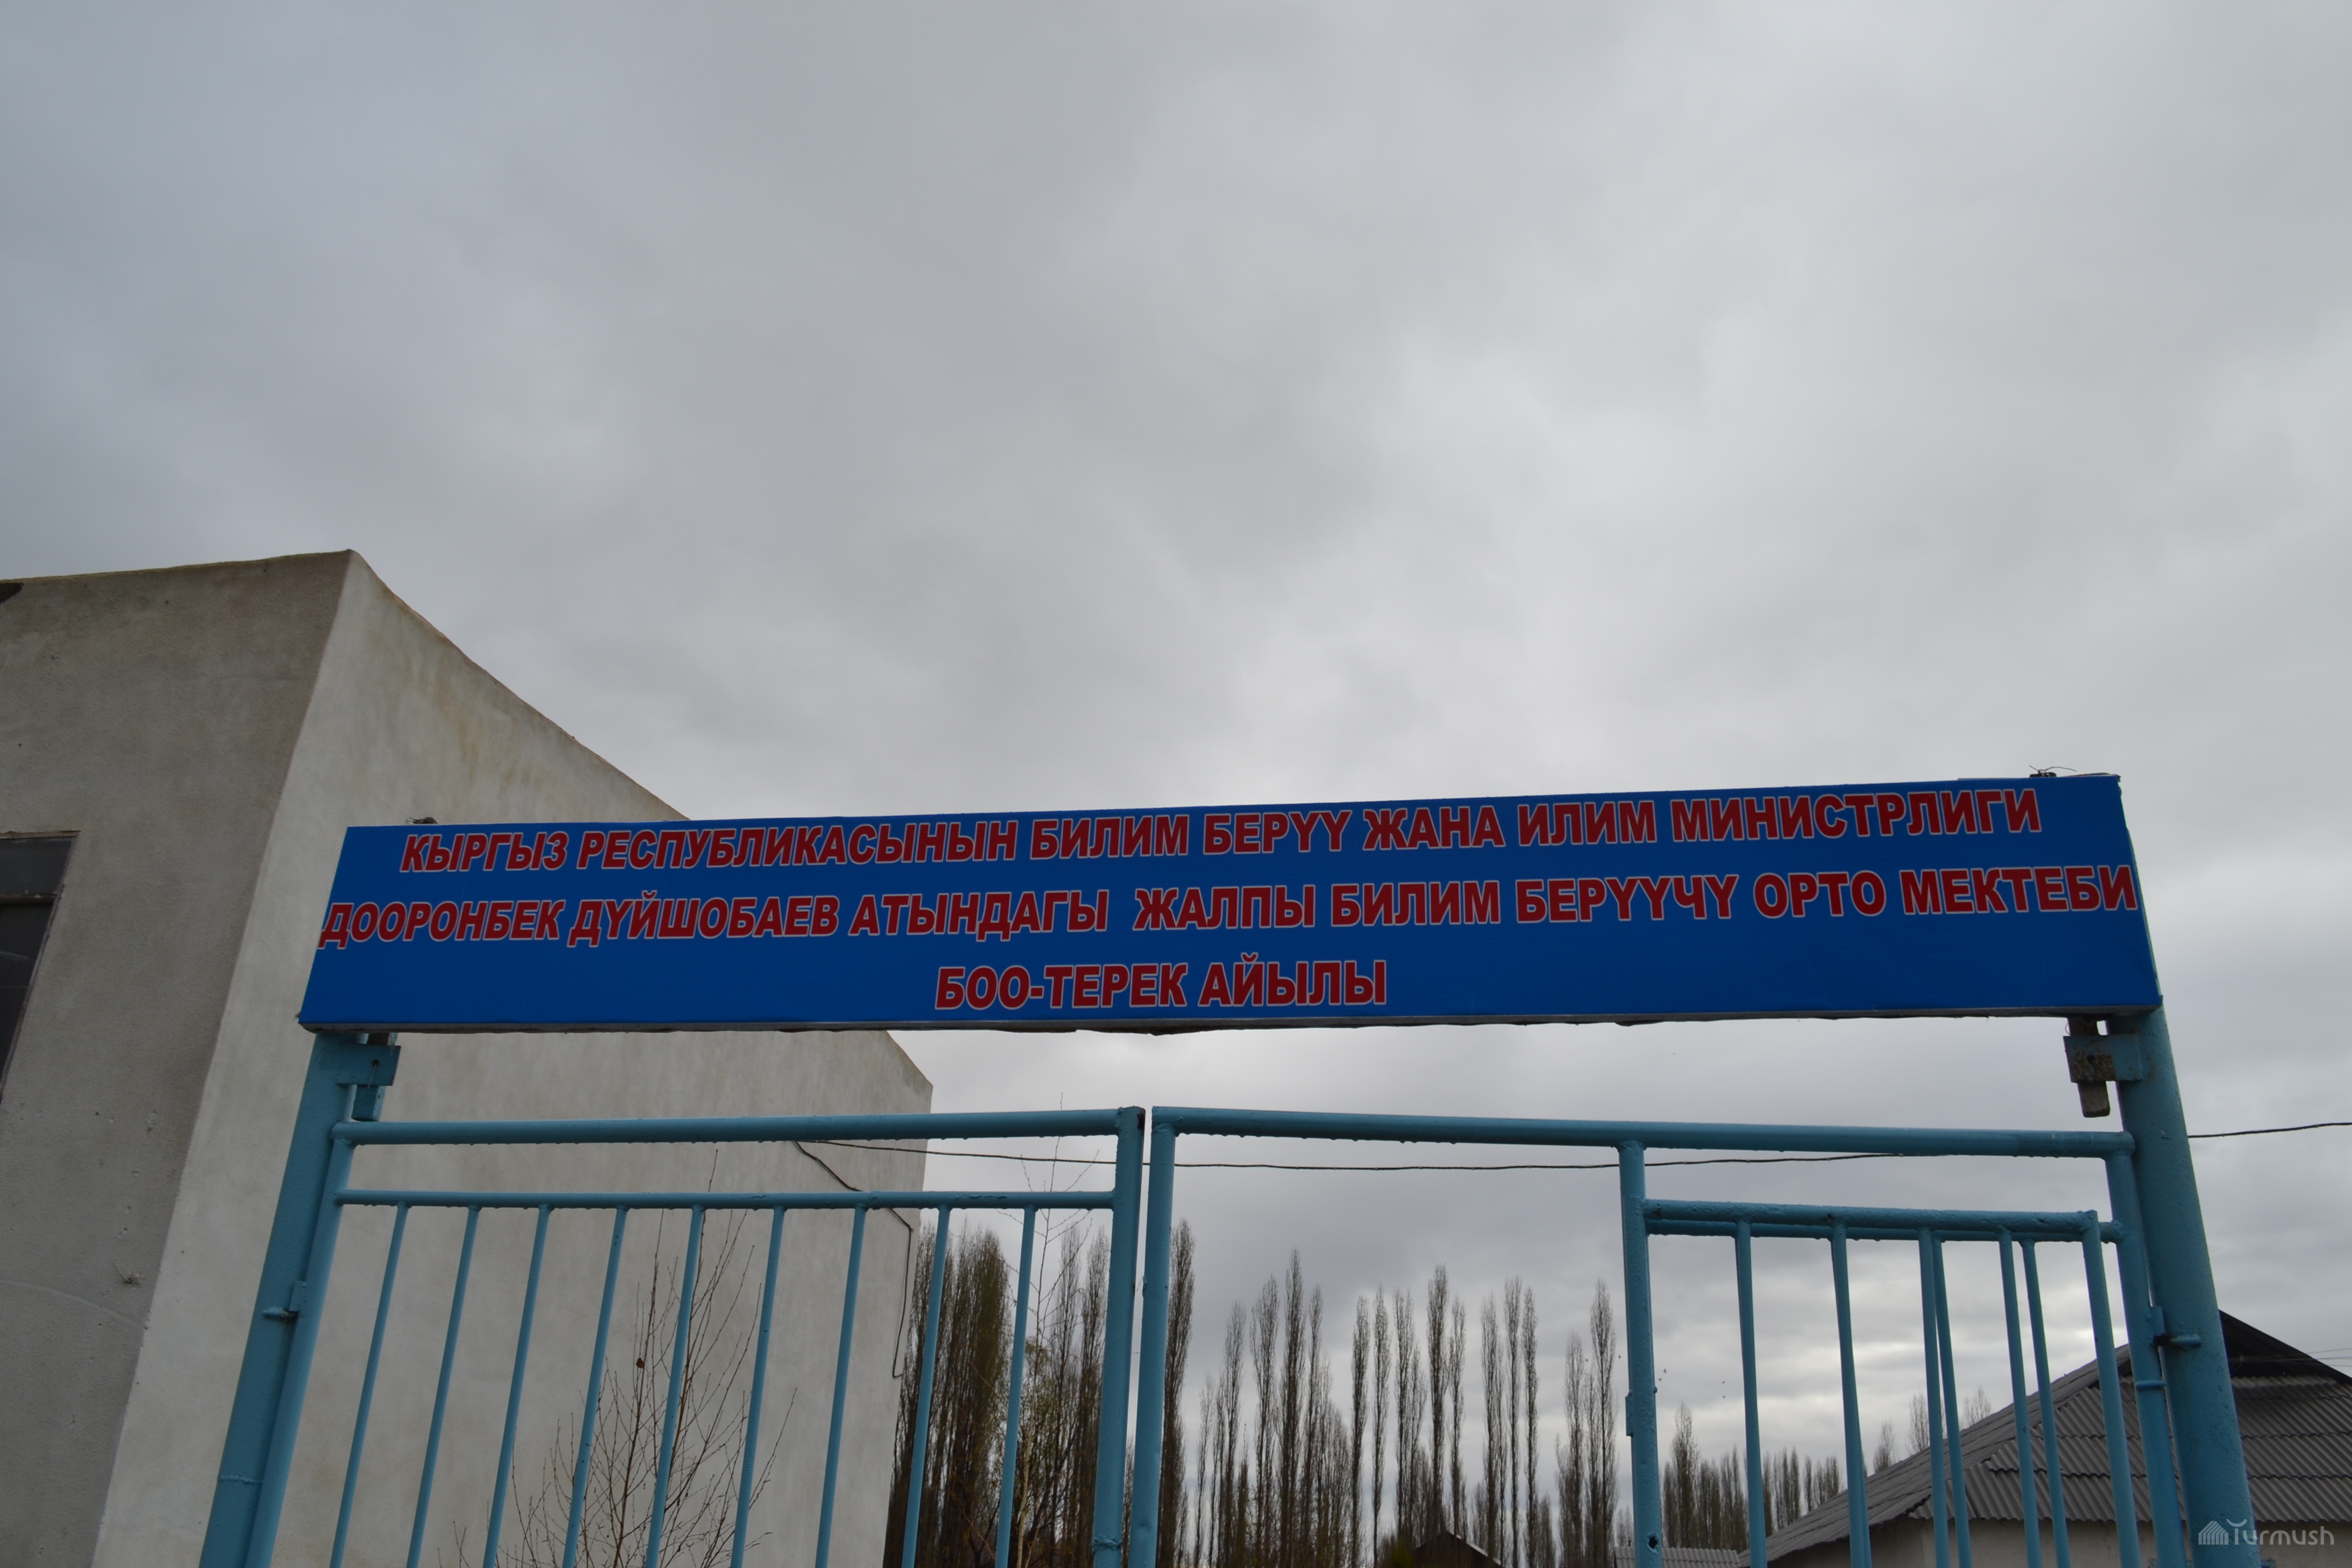 КЫРГЫЗ РЕСПУБЛИКАСЫНЫН БИЛИМ БЕРҮҮ ЖАНА ИЛИМ МИНИСТРЛИГИ
ДООРОНБЕК ДҮЙШОБАЕВ АТЫНДАГЫ ЖАЛПЫ БИЛИМ БЕРҮҮЧҮ ОРТО МЕКТЕБИ
БОО-ТЕРЕК АЙЫЛЫ
Turmush